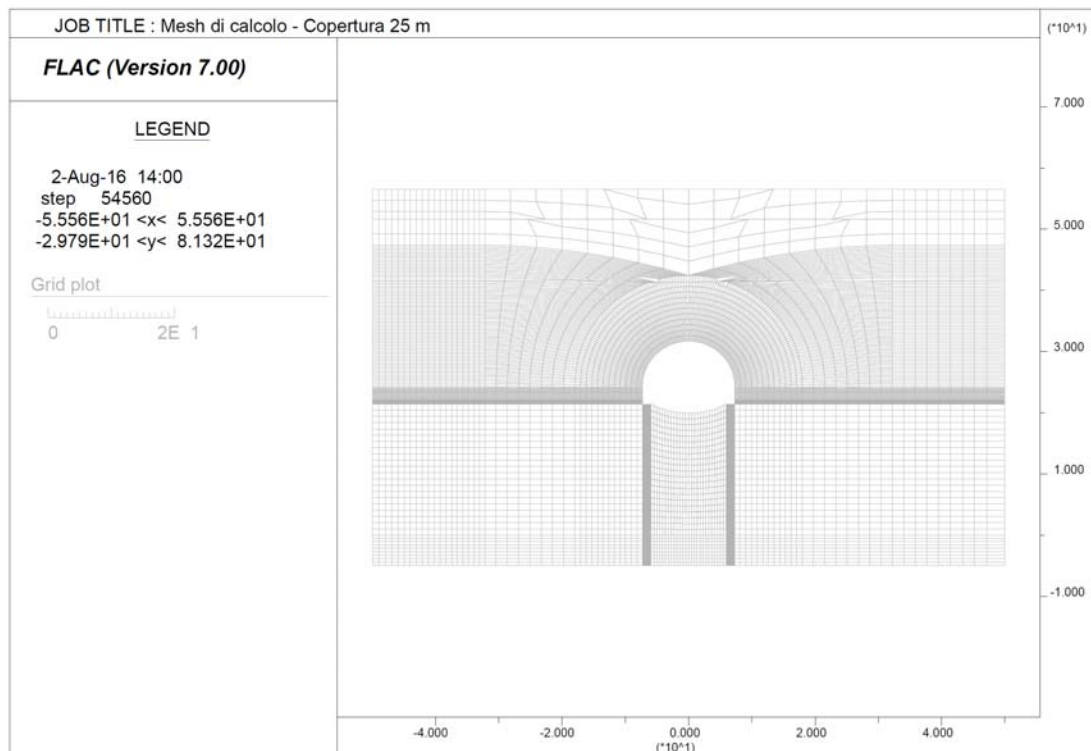 JOB TITLE : Mesh di calcolo - Copertura 25 m
FLAC (Version 7.00)
LEGEND
2-Aug-16 14:00
step 54560
-5.556E+01 <x< 5.556E+01
-2.979E+01 <y< 8.132E+01
Grid plot
0 2E 1
(*10^1)
7.000
5.000
3.000
1.000
-1.000
-4.000 -2.000 0.000 2.000 4.000
(*10^1)